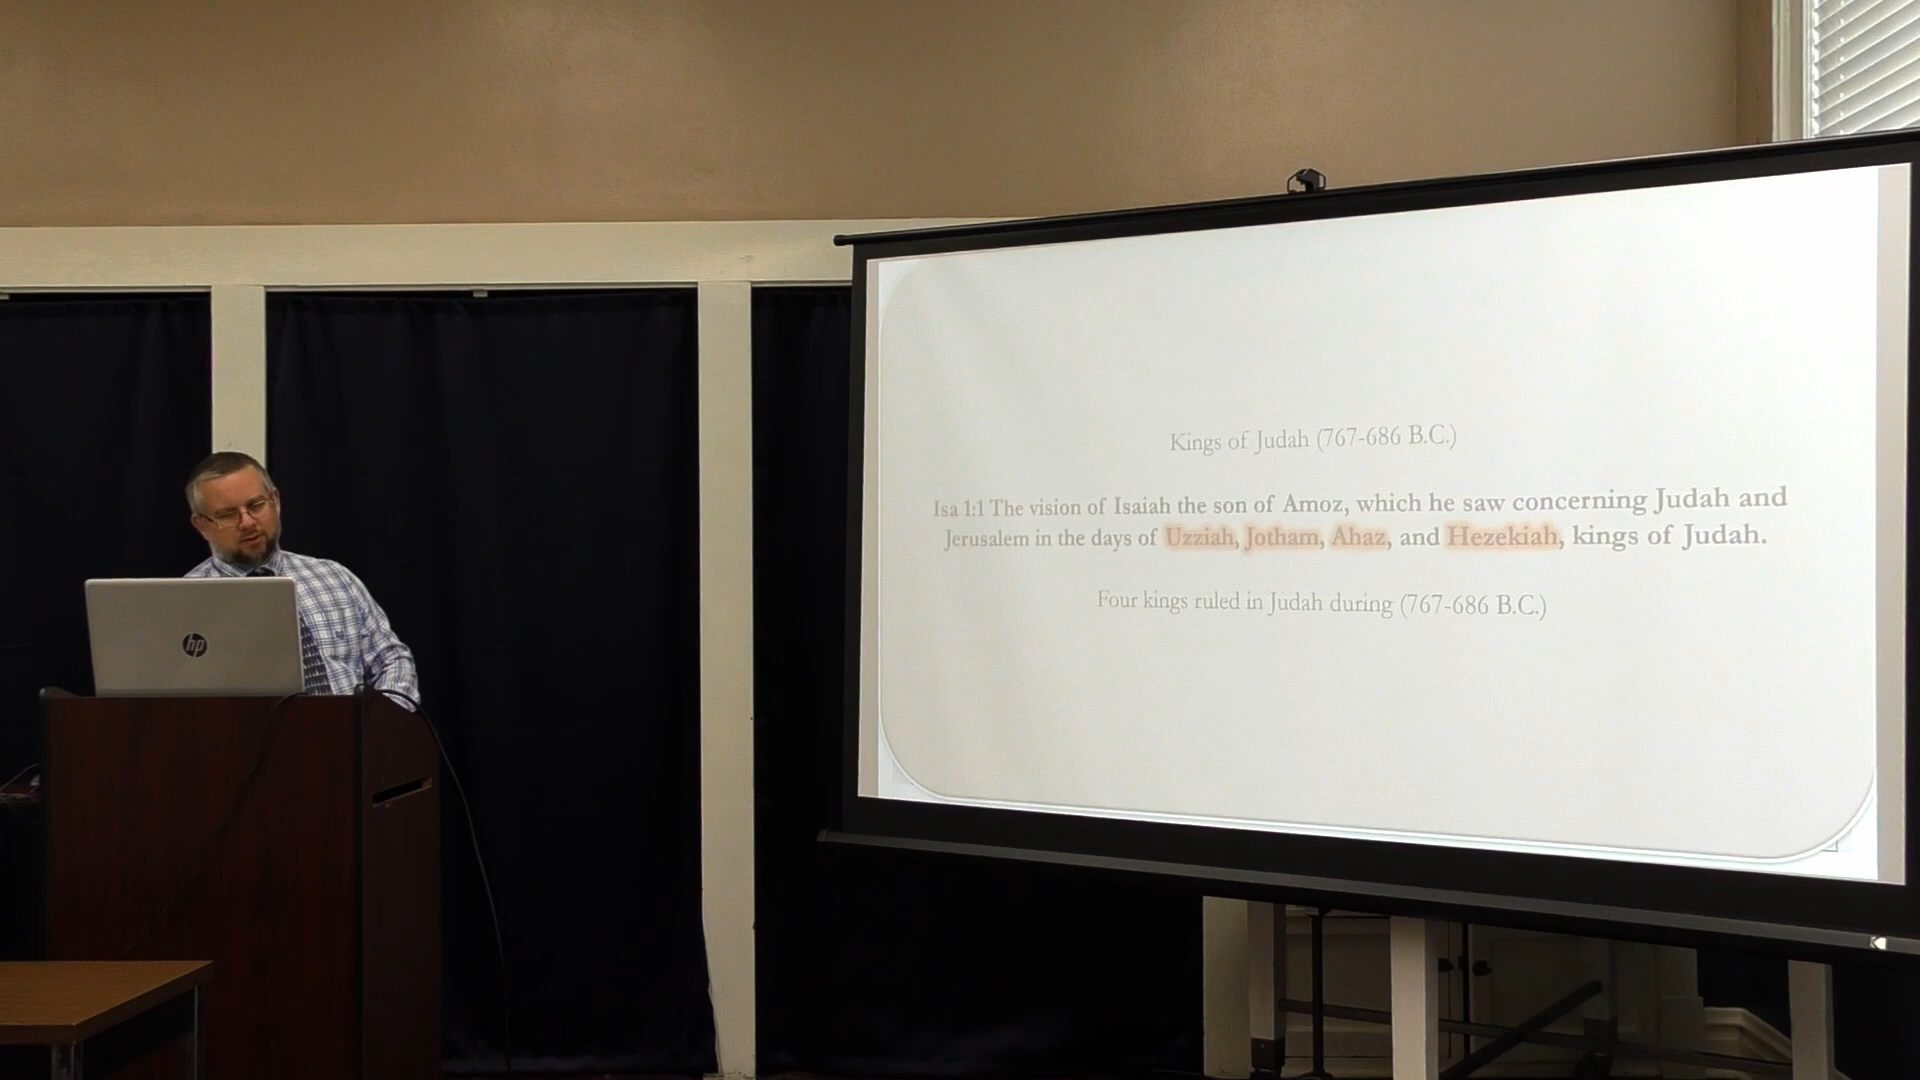 hp
Kings of Judah (767-686 B.C.)
Isa 1:1 The vision of Isaiah the son of Amoz, which he saw concerning Judah and
Jerusalem in the days of Uzziah, Jotham, Ahaz, and Hezekiah, kings of Judah.
Four kings ruled in Judah during (767-686 B.C.)